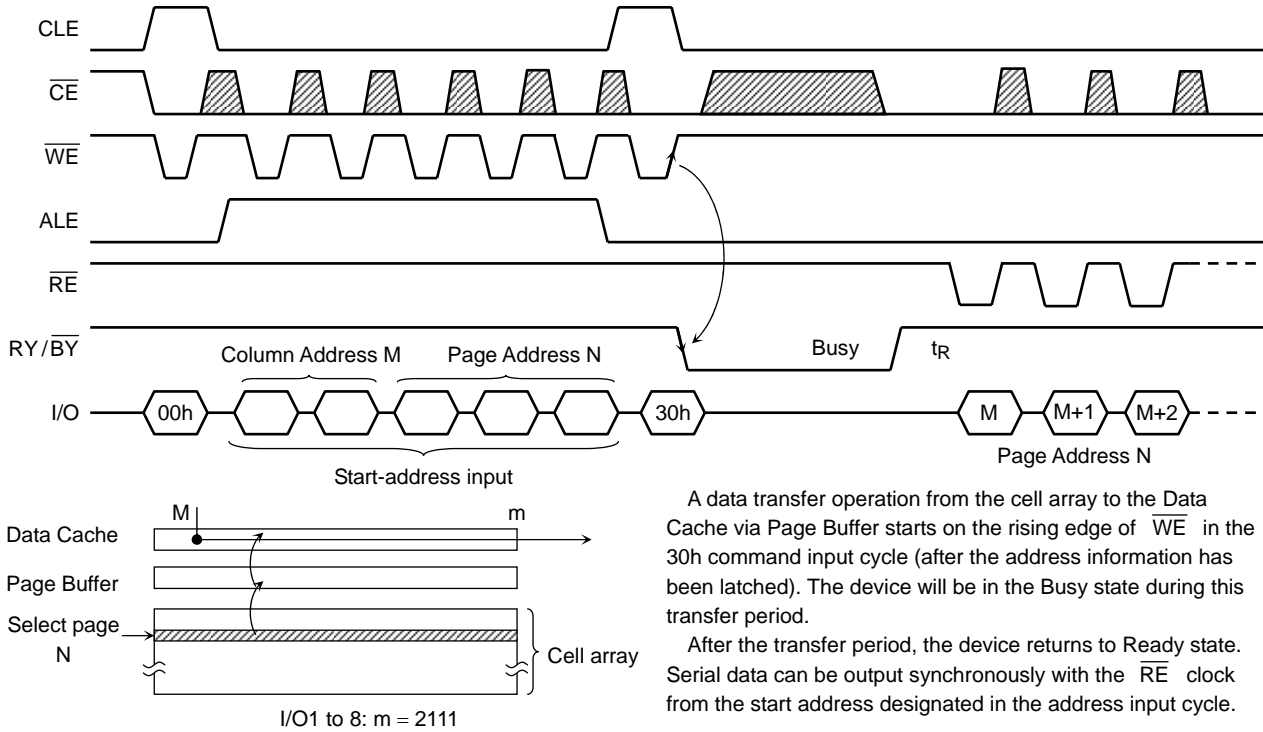 CLE
CE
WE
ALE
RE
RY/BY
Busy
tR
Column Address M
Page Address N
I/O
00h
30h
M
M+1
M+2
Start-address input
Page Address N
M
m
Data Cache
Page Buffer
Select page
N
Cell array
I/O1 to 8: m = 2111
A data transfer operation from the cell array to the Data
Cache via Page Buffer starts on the rising edge of WE in the
30h command input cycle (after the address information has
been latched). The device will be in the Busy state during this
transfer period.
After the transfer period, the device returns to Ready state.
Serial data can be output synchronously with the RE clock
from the start address designated in the address input cycle.